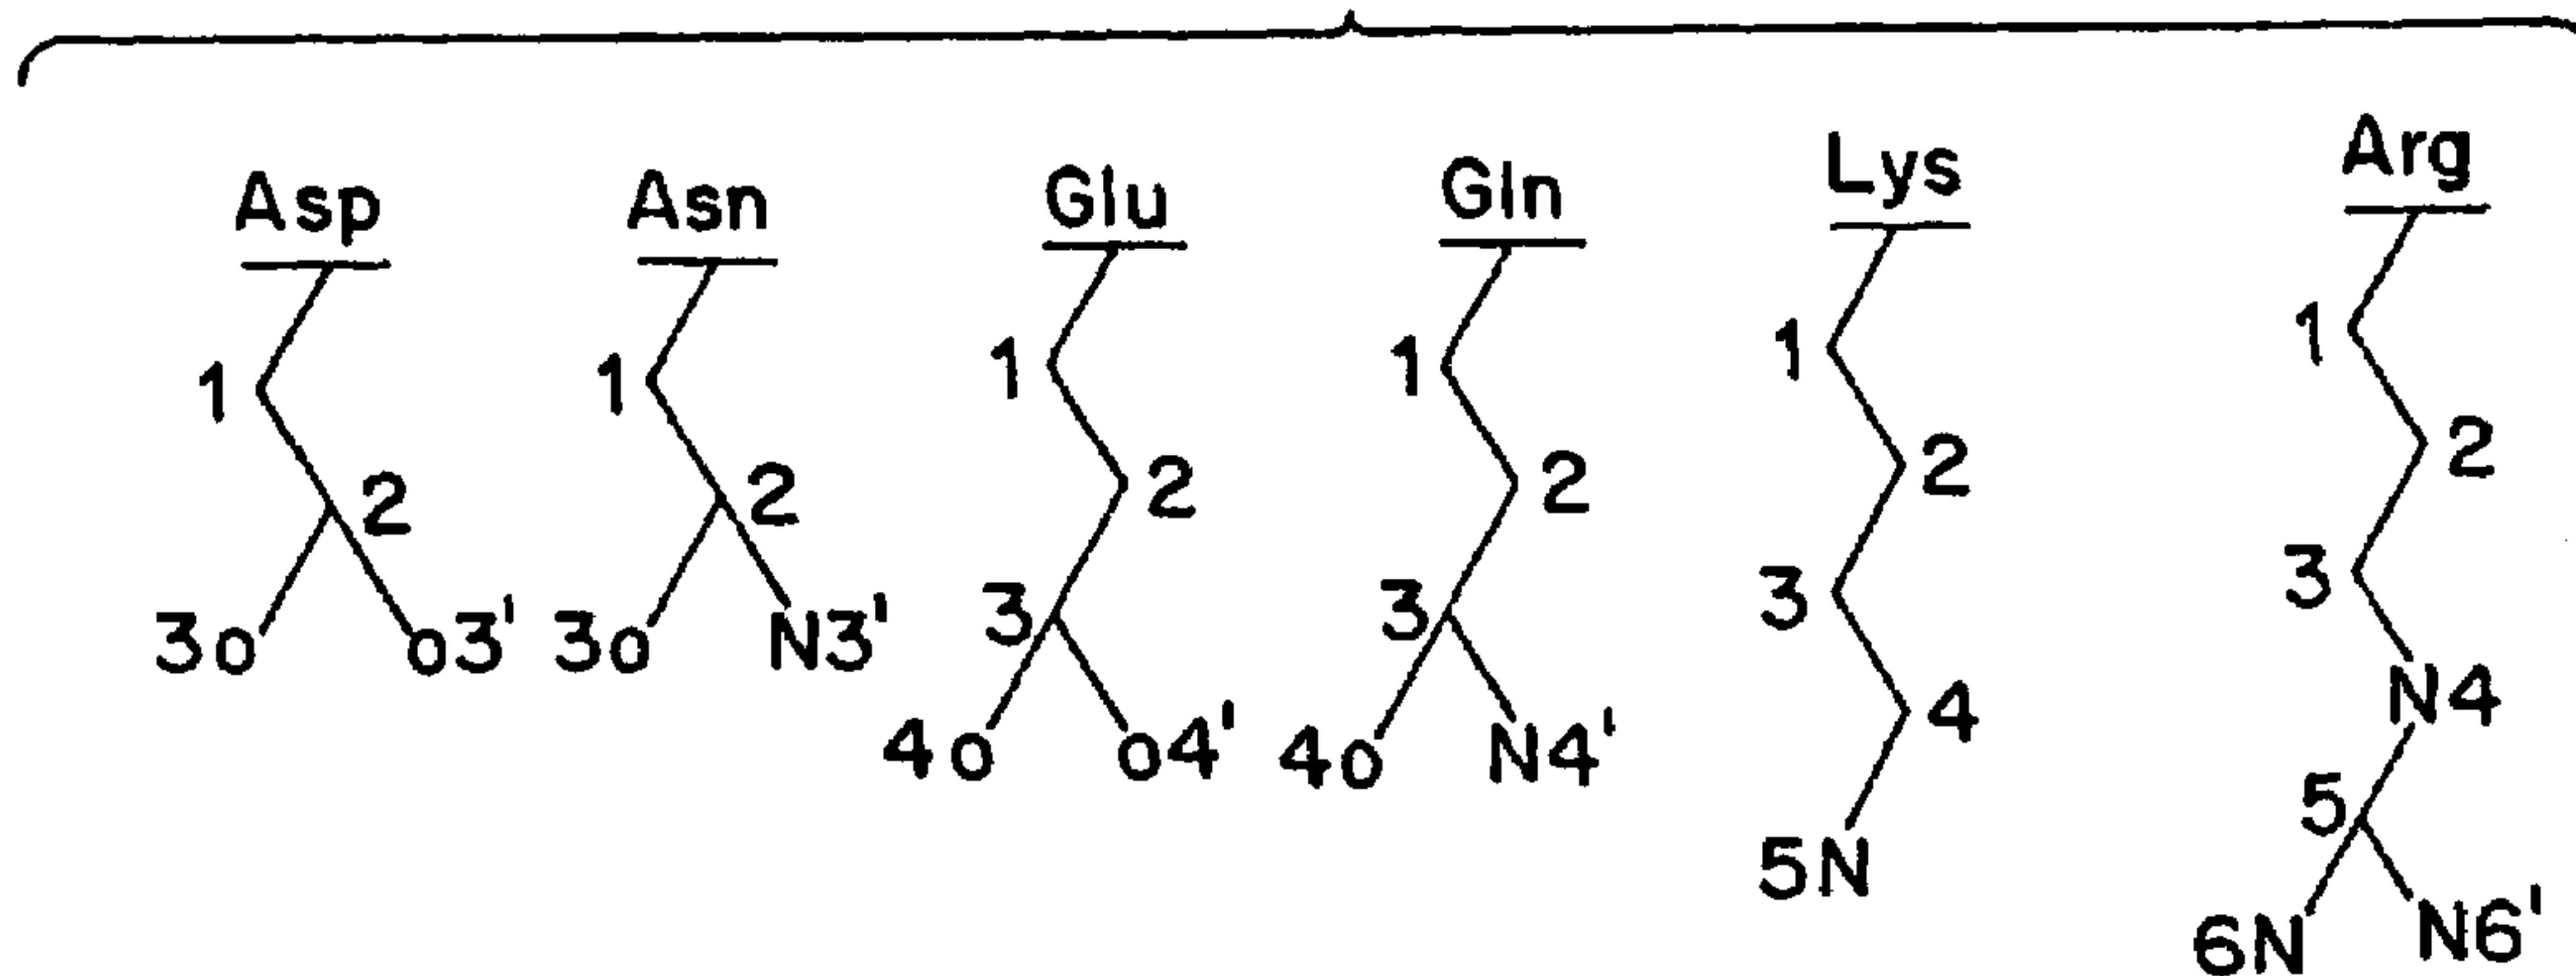 Asp Asn Glu Gln Lys Arg
1 1 1 1 1 1
2 2 2 2 2 2
3o o3' 3o N3' 3 3 3 3
4o o4' 4o N4' 4 N4
5N 5
6N N6'